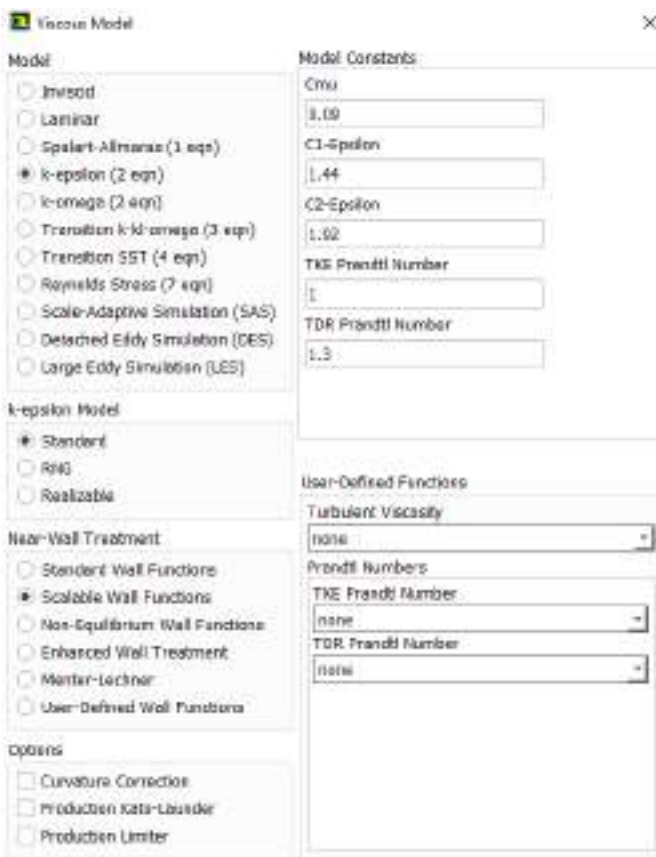 Viscous Model
Model
Inviscid
Laminar
Spalart-Allmaras (1 eqn)
k-epsilon (2 eqn)
k-omega (2 eqn)
Transition k-kl-omega (3 eqn)
Transition SST (4 eqn)
Reynolds Stress (7 eqn)
Scale-Adaptive Simulation (SAS)
Detached Eddy Simulation (DES)
Large Eddy Simulation (LES)
k-epsilon Model
Standard
RNG
Realizable
Near-Wall Treatment
Standard Wall Functions
Scalable Wall Functions
Non-Equilibrium Wall Functions
Enhanced Wall Treatment
Menter-Lechner
User-Defined Wall Functions
Options
Curvature Correction
Production Kato-Launder
Production Limiter
Model Constants
Cmu
0.09
C1-Epsilon
1.44
C2-Epsilon
1.92
TKE Prandtl Number
1
TDR Prandtl Number
1.3
User-Defined Functions
Turbulent Viscosity
none
Prandtl Numbers
TKE Prandtl Number
none
TDR Prandtl Number
none